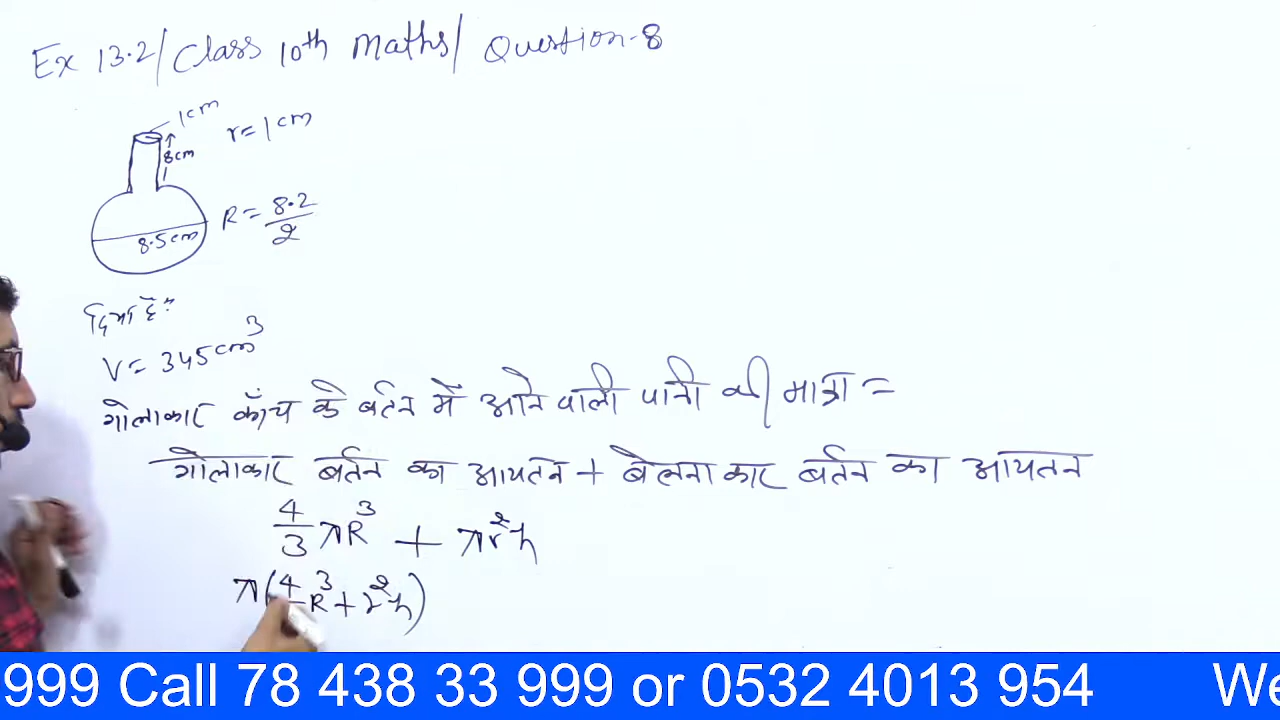 Ex 13.2/Class 10th Maths/ Question-8
1cm
r=1cm
8cm
R=8.2/2
8.5cm
दिया है:
V= 345cm³
गोलाकार काँच के बर्तन में आने वाली पानी की मात्रा =
गोलाकार बर्तन का आयतन + बेलनाकार बर्तन का आयतन
4/3 πR³ + πr²h
π(4/ R³+r²h)
999 Call 78 438 33 999 or 0532 4013 954 We